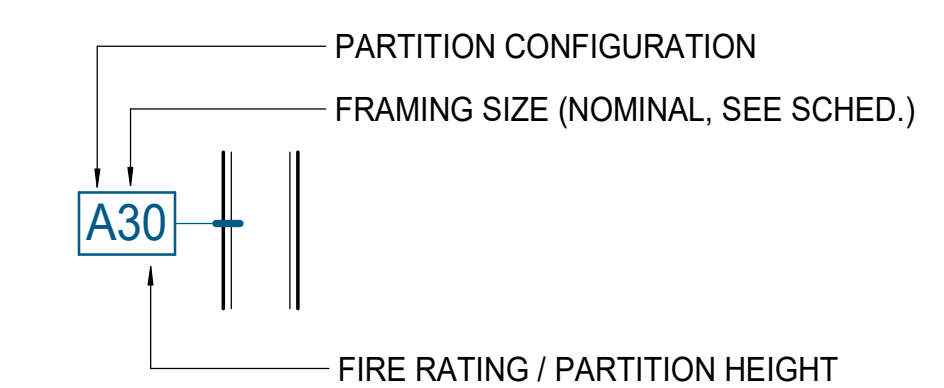 PARTITION CONFIGURATION
FRAMING SIZE (NOMINAL, SEE SCHED.)
A30
FIRE RATING / PARTITION HEIGHT